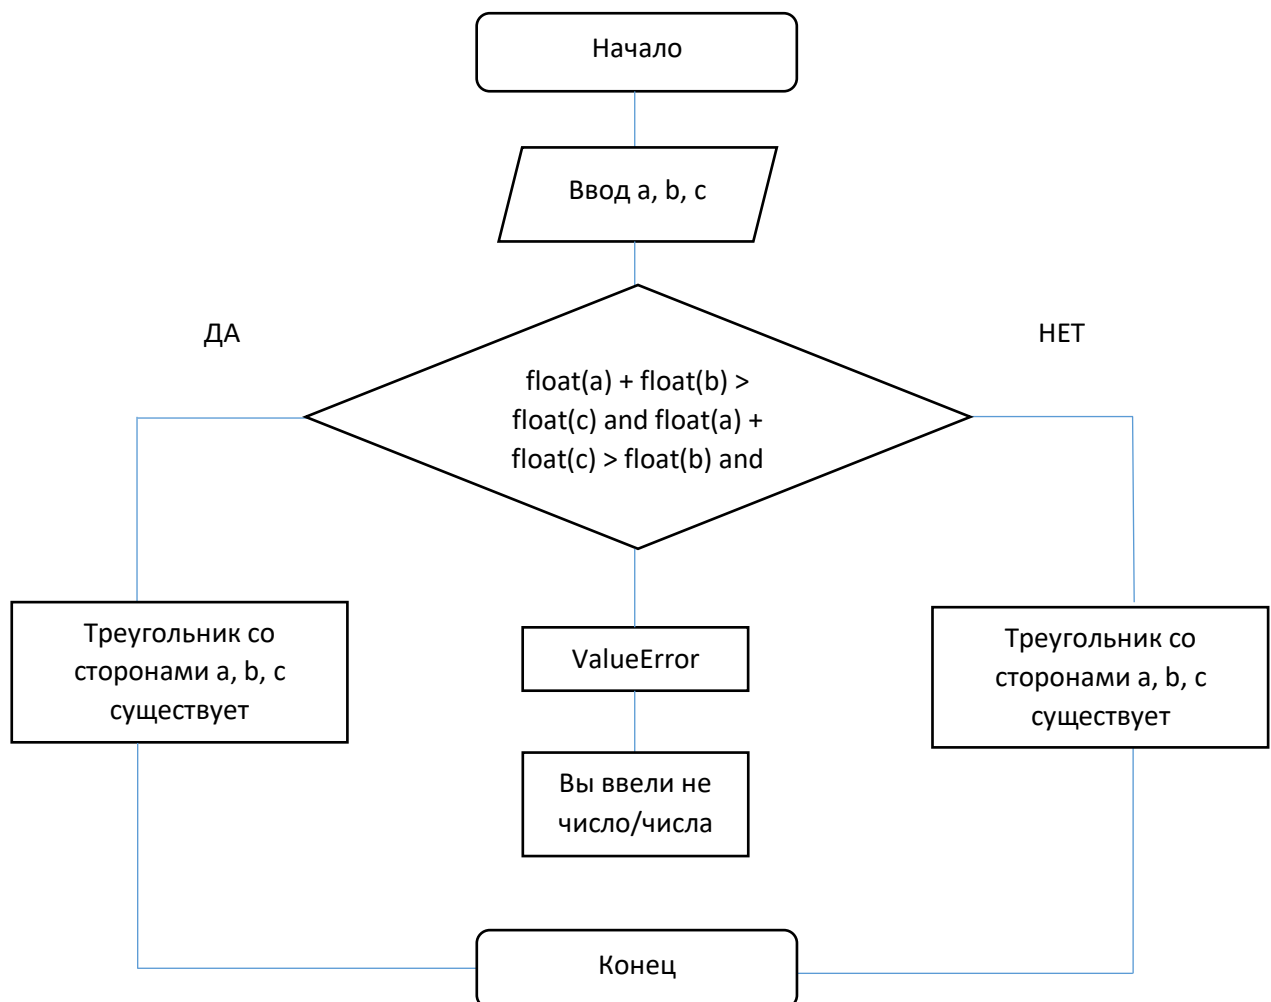 Начало
Ввод a, b, c
ДА
НЕТ
float(a) + float(b) >
float(c) and float(a) +
float(c) > float(b) and
Треугольник со
сторонами a, b, c
существует
ValueError
Вы ввели не
число/числа
Треугольник со
сторонами a, b, c
существует
Конец